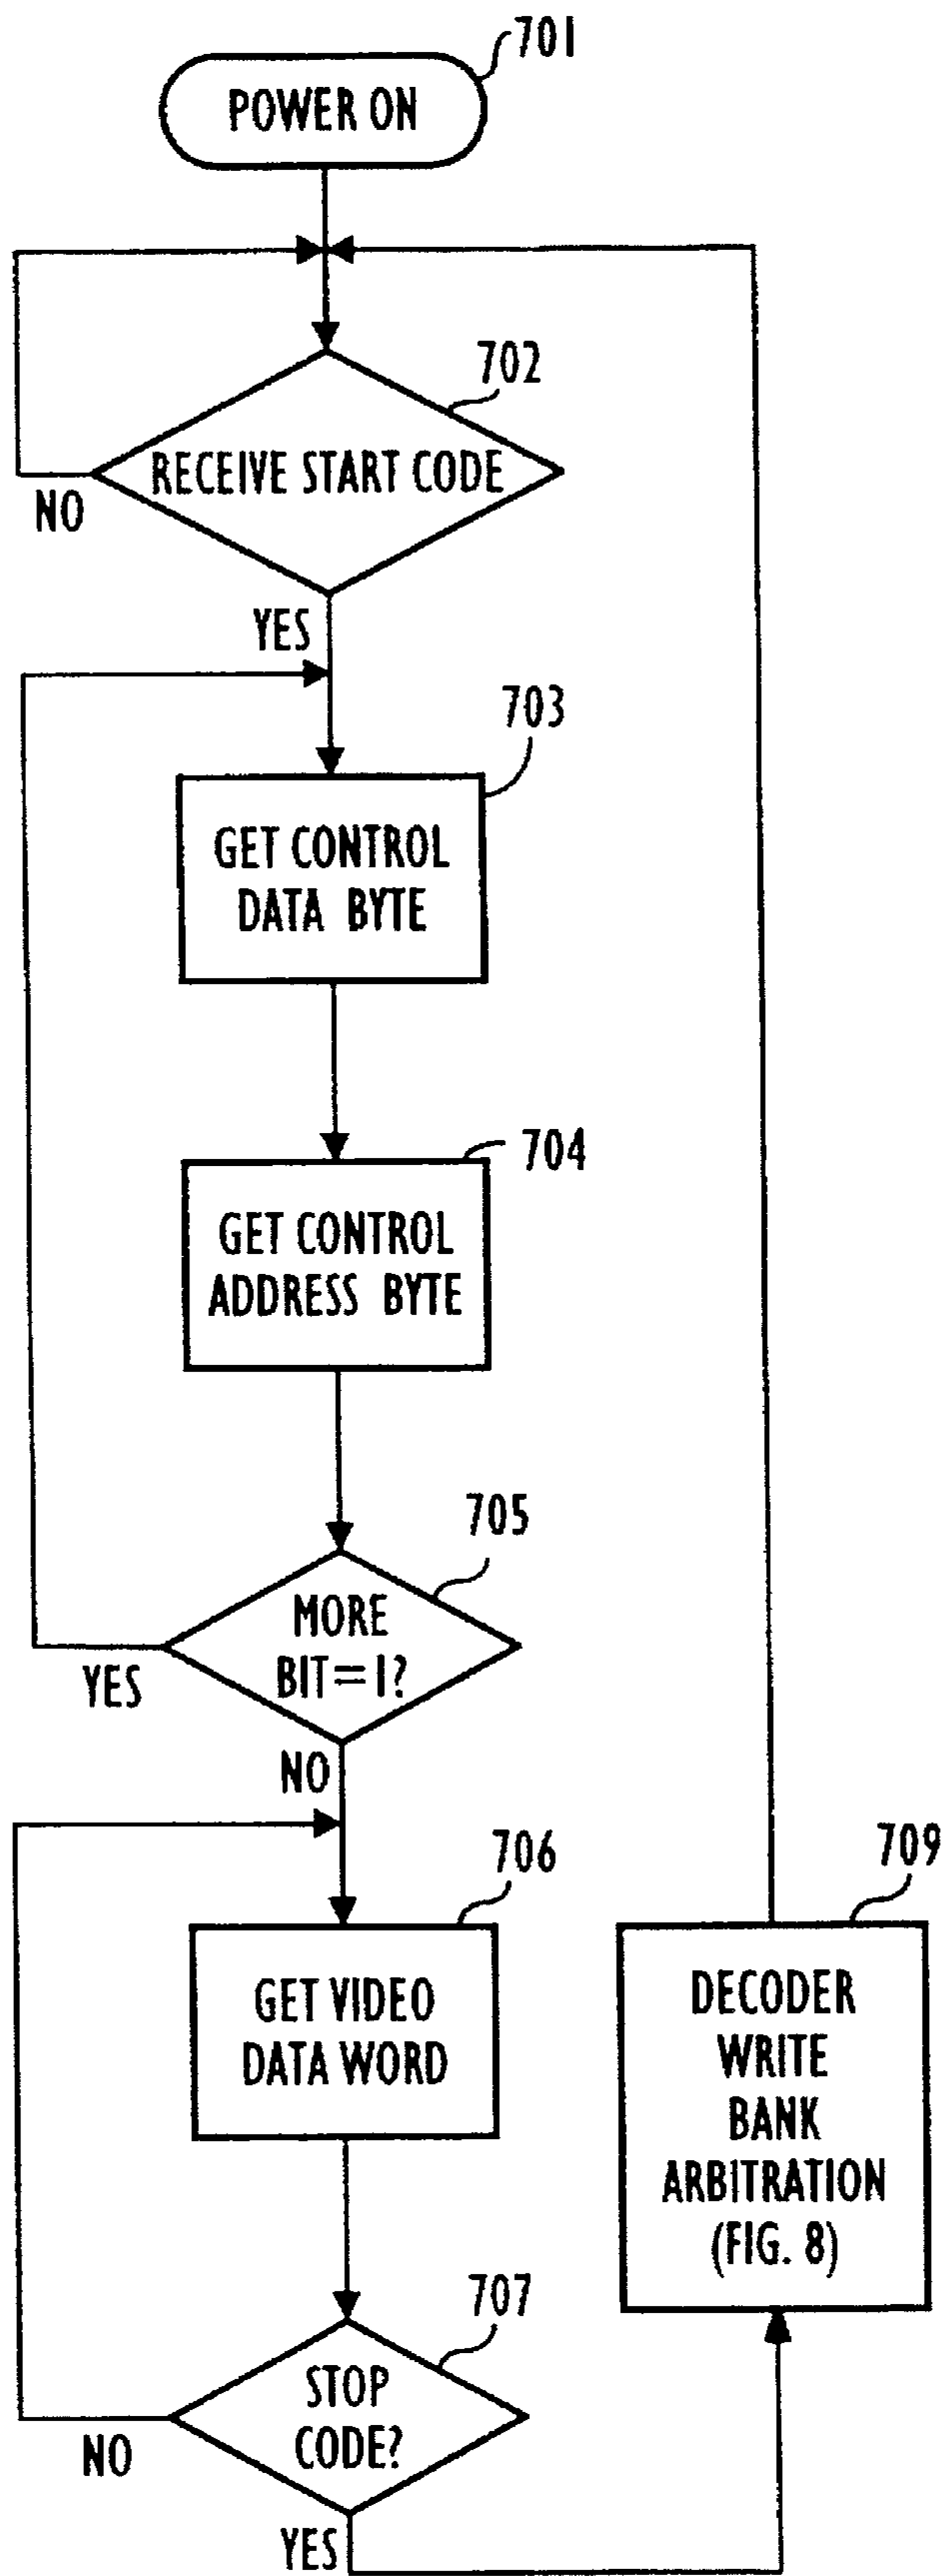 701
POWER ON
702
RECEIVE START CODE
NO
YES
703
GET CONTROL
DATA BYTE
704
GET CONTROL
ADDRESS BYTE
705
MORE
BIT=1?
YES
NO
706
GET VIDEO
DATA WORD
707
STOP
CODE?
NO
YES
709
DECODER
WRITE
BANK
ARBITRATION
(FIG. 8)